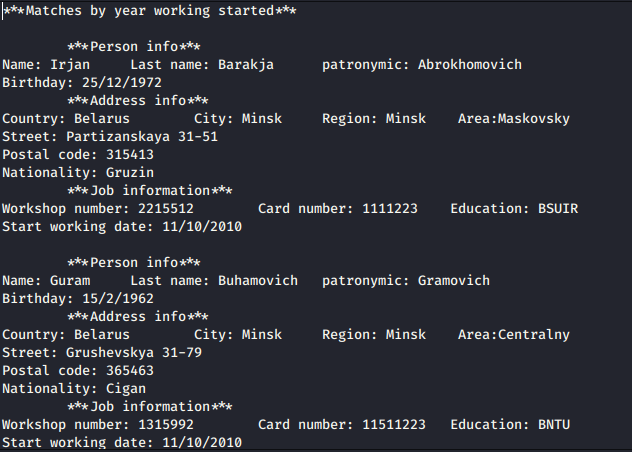 ***Matches by year working started***
***Person info***
Name: Irjan Last name: Barakja patronymic: Abrokhomovich
Birthday: 25/12/1972
***Address info***
Country: Belarus City: Minsk Region: Minsk Area:Maskovsky
Street: Partizanskaya 31-51
Postal code: 315413
Nationality: Gruzin
***Job information***
Workshop number: 2215512 Card number: 1111223 Education: BSUIR
Start working date: 11/10/2010
***Person info***
Name: Guram Last name: Buhamovich patronymic: Gramovich
Birthday: 15/2/1962
***Address info***
Country: Belarus City: Minsk Region: Minsk Area:Centralny
Street: Grushevskya 31-79
Postal code: 365463
Nationality: Cigan
***Job information***
Workshop number: 1315992 Card number: 11511223 Education: BNTU
Start working date: 11/10/2010